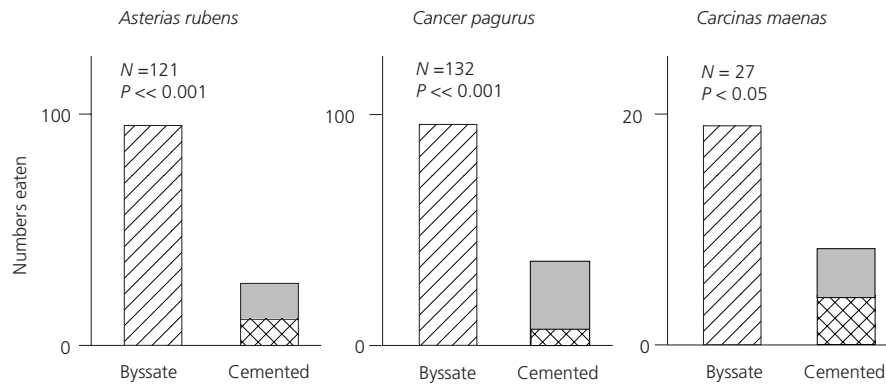 Asterias rubens
Cancer pagurus
Carcinas maenas
N =121
P << 0.001
N =132
P << 0.001
N = 27
P < 0.05
100
100
20
Numbers eaten
0
0
0
Byssate
Cemented
Byssate
Cemented
Byssate
Cemented